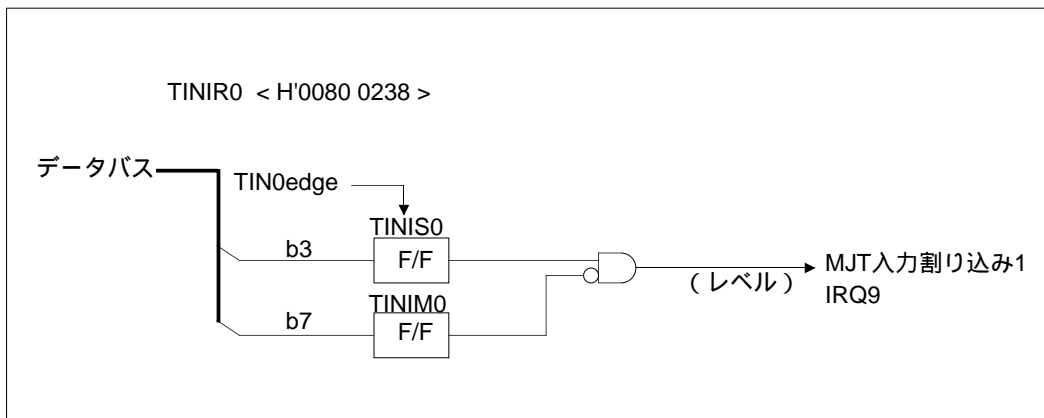 TINIR0 < H'0080 0238 >
データバス
TIN0edge
TINIS0
b3
F/F
TINIM0
b7
F/F
(レベル)
MJT入力割り込み1
IRQ9